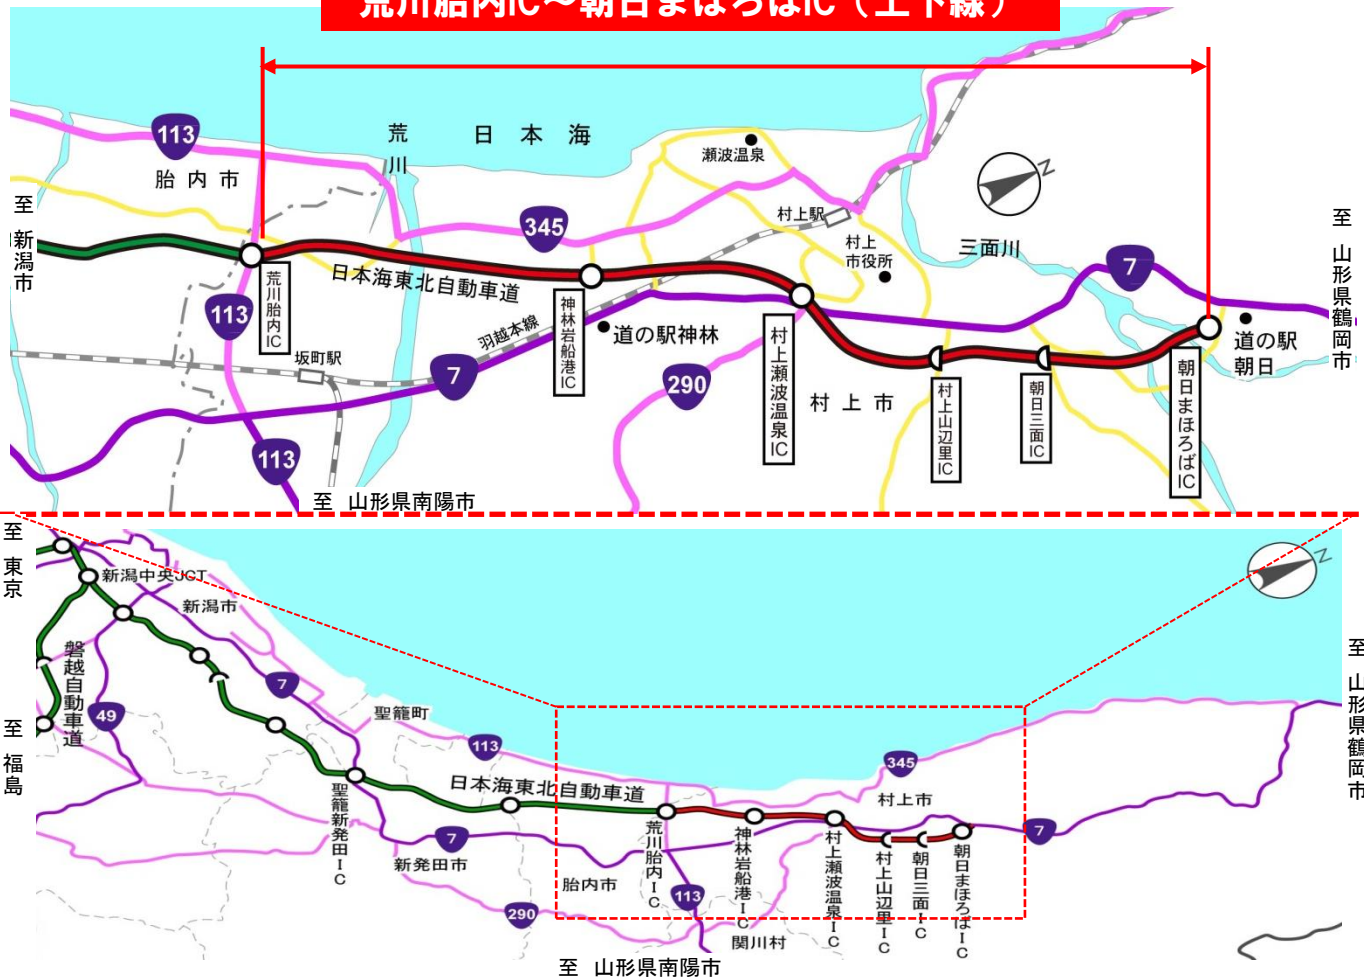 荒川胎内IC～朝日まほろばIC（上下線）
113
荒川
日本海
瀬波温泉
胎内市
N
至 新潟市
345
村上駅
村上
市役所
三面川
至 山形県鶴岡市
7
日本海東北自動車道
荒川胎内IC
113
神林岩船港IC
羽越本線
道の駅神林
村上瀬波温泉IC
道の駅
朝日
坂町駅
7
290
村上市
村上山辺里IC
朝日三面IC
朝日まほろばIC
113
至 山形県南陽市
至 東京
新潟中央JCT
新潟市
N
磐越自動車道
7
49
聖籠町
113
至 山形県鶴岡市
至 福島
345
日本海東北自動車道
村上市
聖籠新発田IC
7
新発田市
荒川胎内IC
神林岩船港IC
村上瀬波温泉IC
村上山辺里IC
朝日三面IC
朝日まほろばIC
7
胎内市
113
290
関川村
至 山形県南陽市